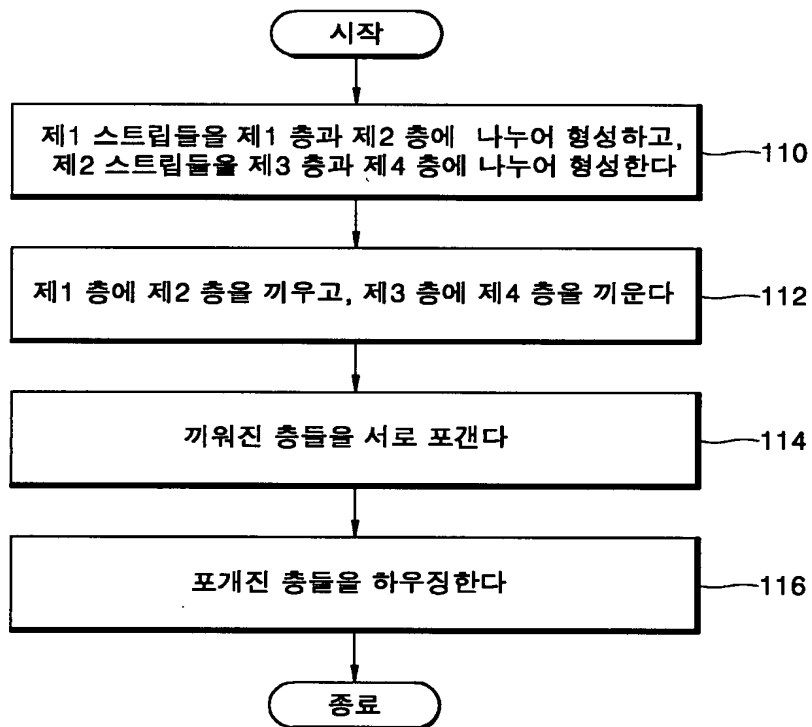 시작
제1 스트립들을 제1 층과 제2 층에 나누어 형성하고,
제2 스트립들을 제3 층과 제4 층에 나누어 형성한다
110
제1 층에 제2 층을 끼우고, 제3 층에 제4 층을 끼운다
112
끼워진 층들을 서로 포갠다
114
포개진 층들을 하우징한다
116
종료